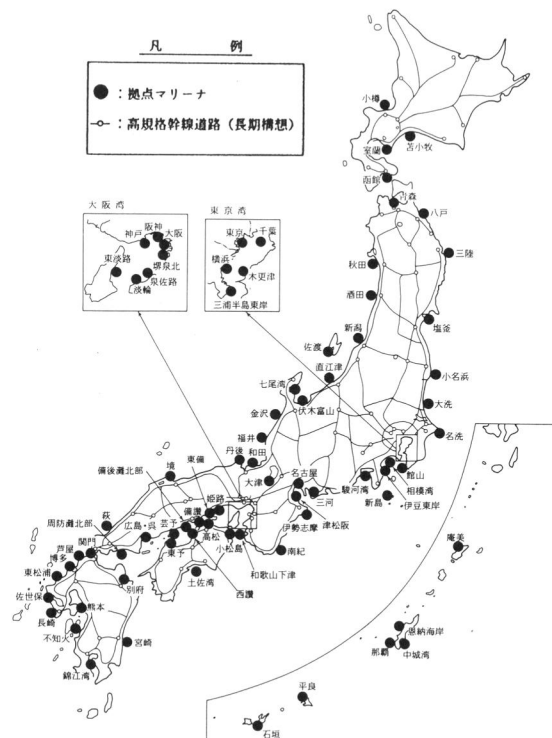 凡 例
●：拠点マリーナ
─○─：高規格幹線道路（長期構想）
小樽
室蘭
苫小牧
函館
青森
八戸
三陸
秋田
酒田
塩釜
新潟
佐渡
直江津
小名浜
大洗
名洗
七尾湾
伏木富山
金沢
福井
大阪湾
阪神
神戸
大阪
東淡路
堺泉北
泉佐路
淡輪
東京湾
東京
千葉
横浜
木更津
三浦半島東岸
館山
相模湾
伊豆東岸
新島
駿河湾
丹後
和田
大津
名古屋
三河
津松阪
伊勢志摩
南紀
東備
備後灘北部
境
姫路
備讃
芸予
広島・呉
萩
周防灘北部
関門
芦屋
博多
東松浦
佐世保
長崎
不知火
熊本
別府
宮崎
錦江湾
東予
高松
小松島
和歌山下津
西讃
土佐湾
庵美
恩納海岸
那覇
中城湾
平良
石垣